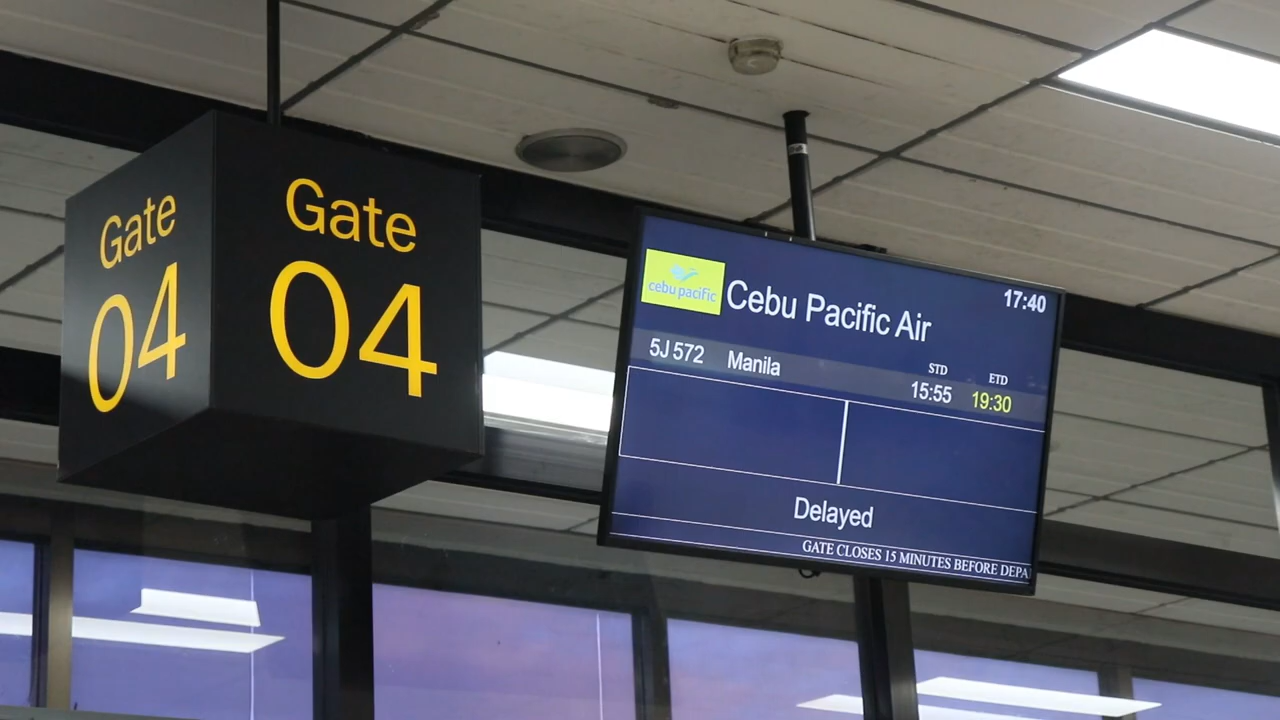 Gate
04
Gate
04
cebu pacific
Cebu Pacific Air
17:40
STD
ETD
5J 572 Manila 15:55 19:30
Delayed
GATE CLOSES 15 MINUTES BEFORE DEPA